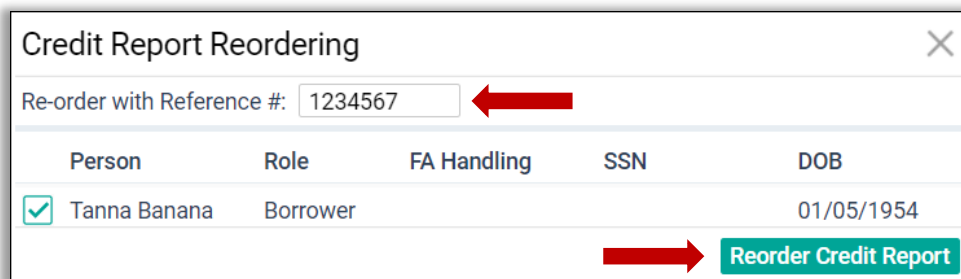 Credit Report Reordering
Re-order with Reference #: 1234567
Person Role FA Handling SSN DOB
Tanna Banana Borrower 01/05/1954
Reorder Credit Report